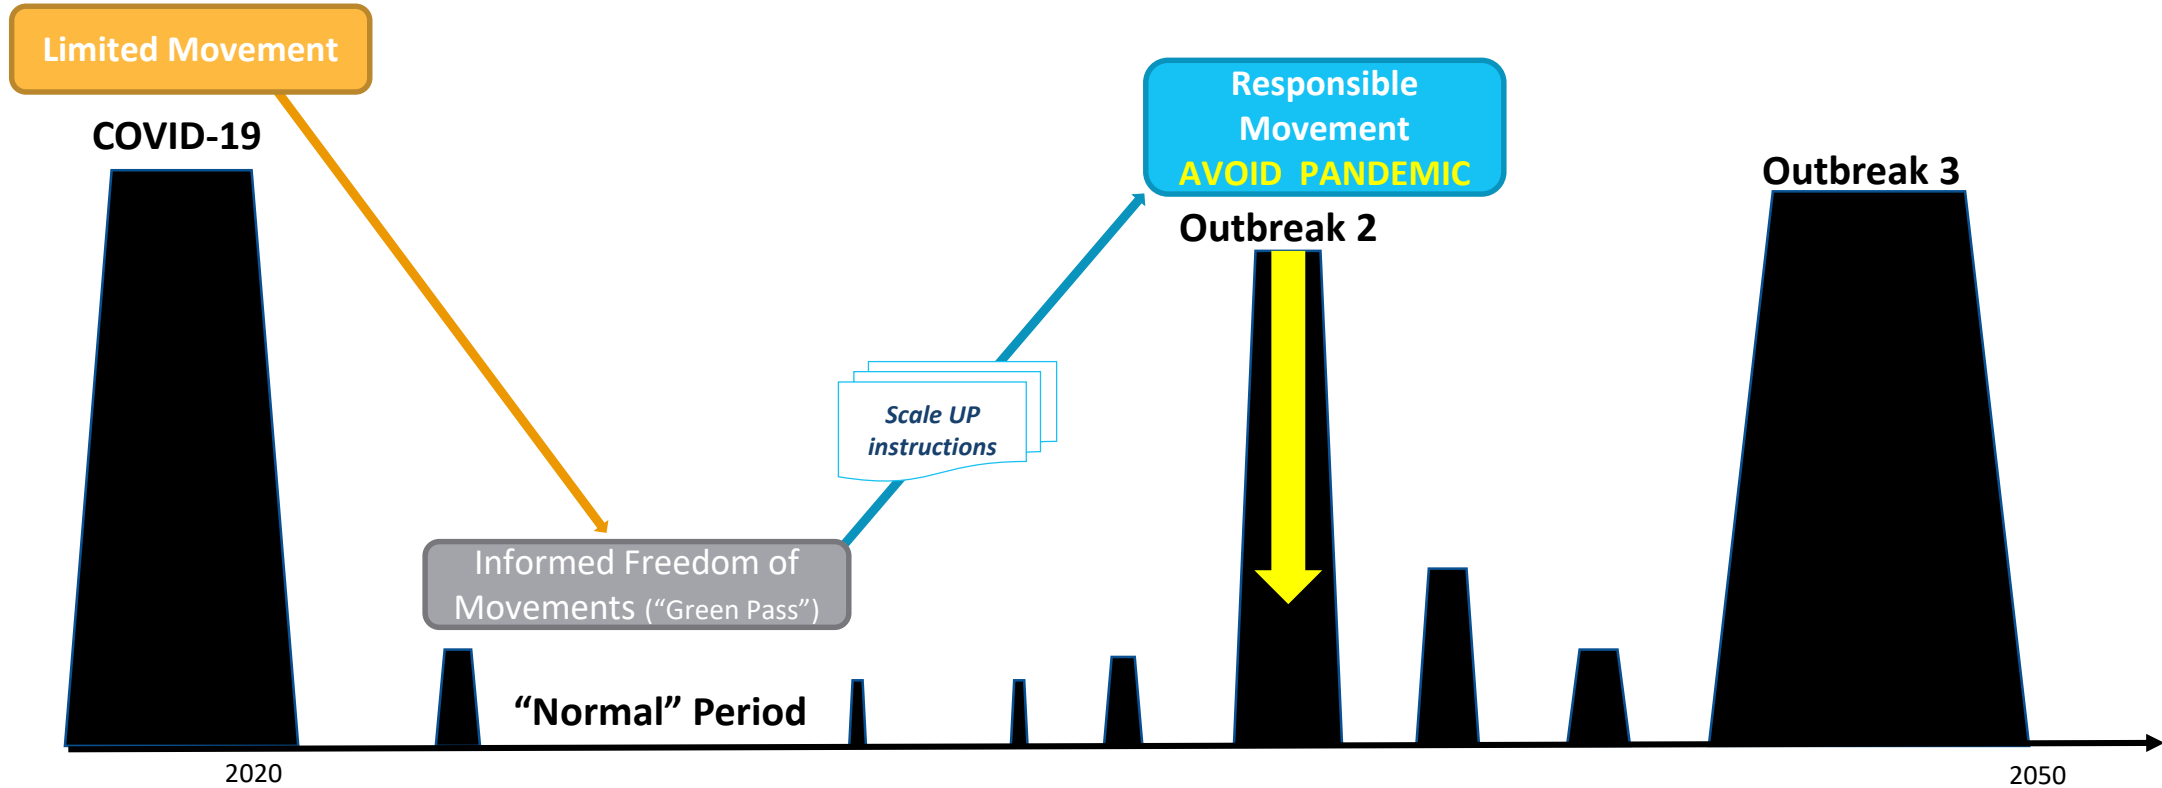 Limited Movement
COVID-19
Responsible
Movement
AVOID PANDEMIC
Outbreak 2
Outbreak 3
Scale UP
instructions
Informed Freedom of
Movements (“Green Pass”)
“Normal” Period
2020
2050